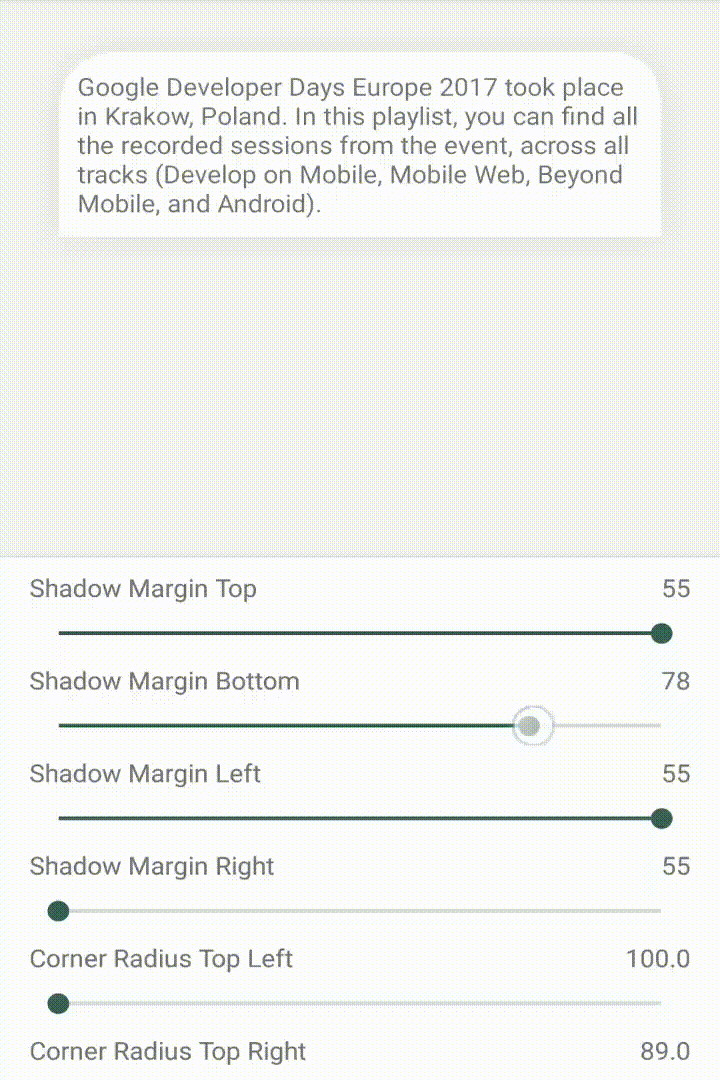 Google Developer Days Europe 2017 took place
in Krakow, Poland. In this playlist, you can find all
the recorded sessions from the event, across all
tracks (Develop on Mobile, Mobile Web, Beyond
Mobile, and Android).
Shadow Margin Top 55
Shadow Margin Bottom 78
Shadow Margin Left 55
Shadow Margin Right 55
Corner Radius Top Left 100.0
Corner Radius Top Right 89.0